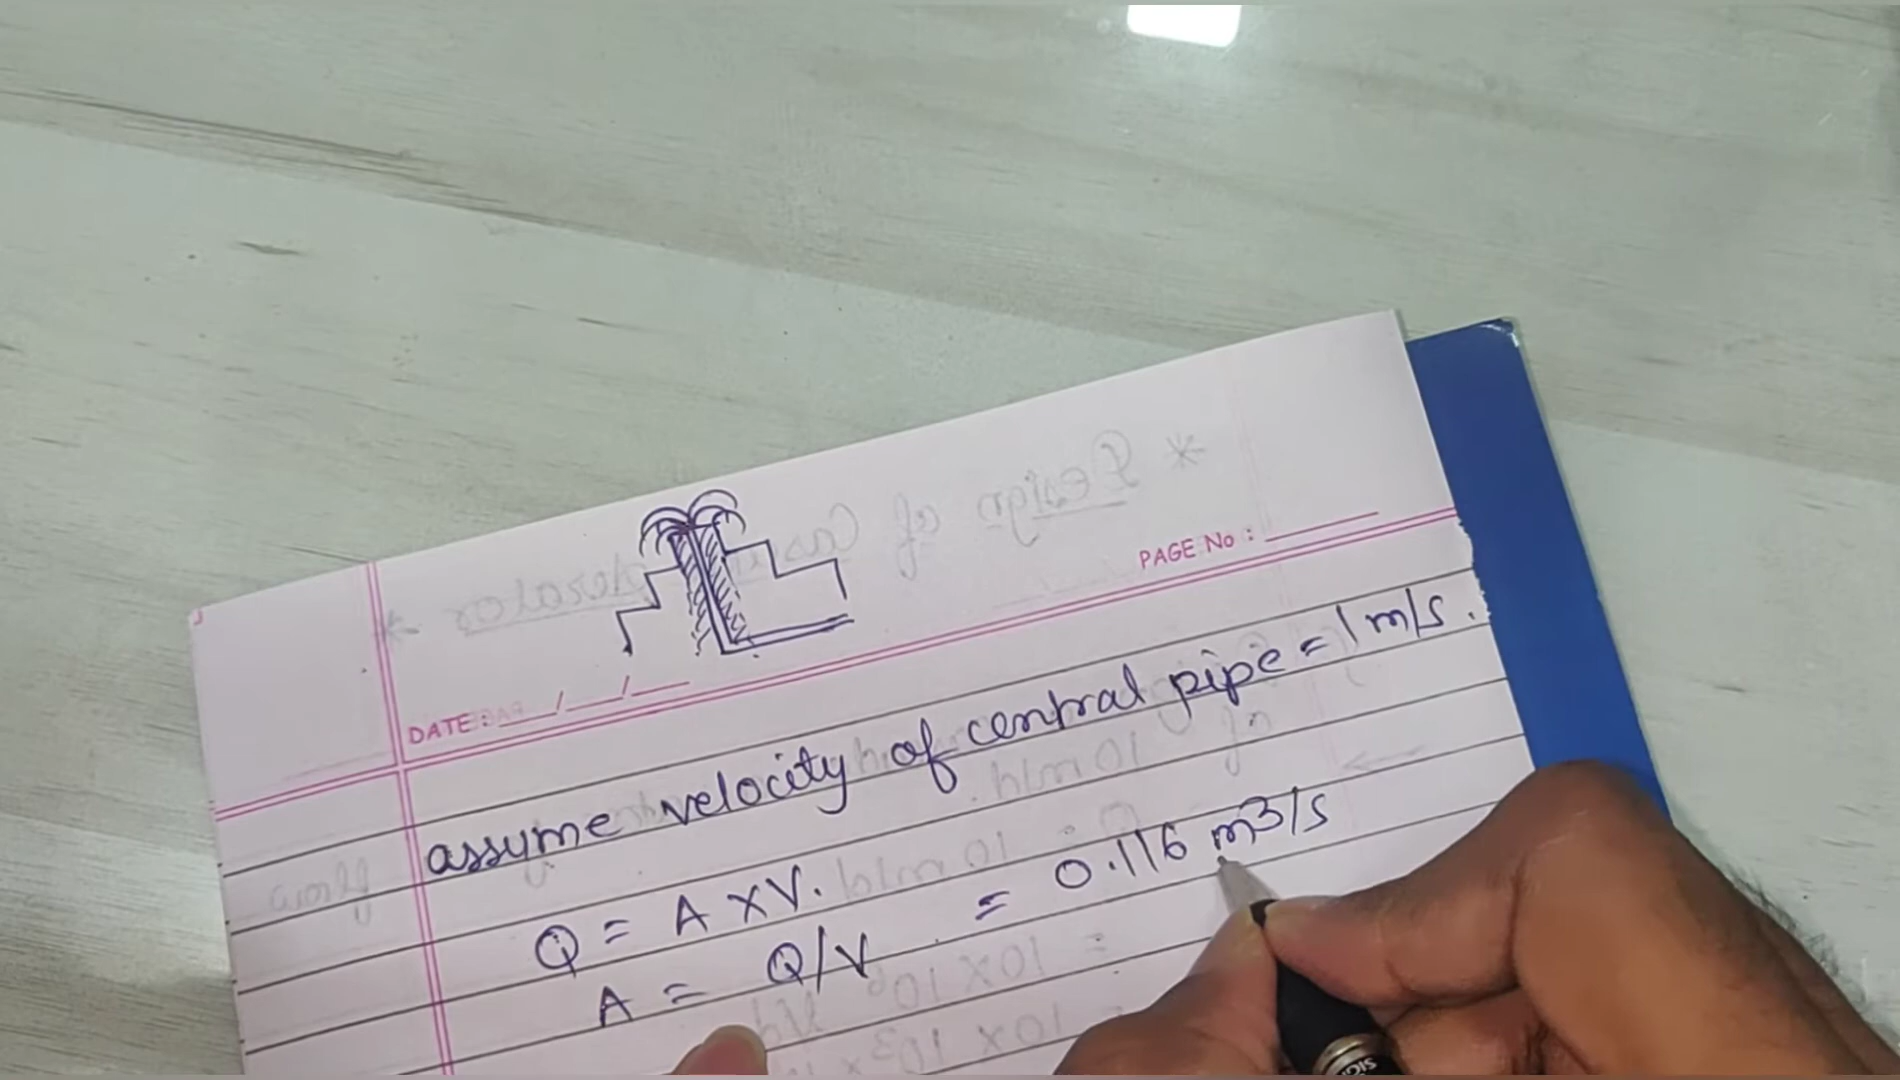 PAGE No :
DATE: / /
assume velocity of central pipe = 1 m/s.
Q = A x V.
A = Q/V = 0.116 m3/s